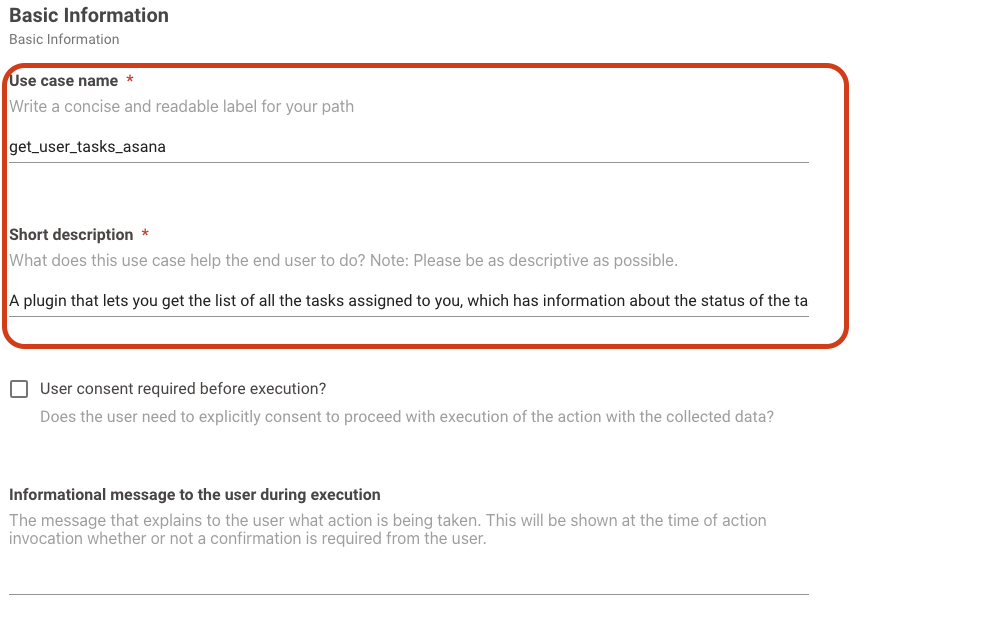 Basic Information
Basic Information
Use case name *
Write a concise and readable label for your path
get_user_tasks_asana
Short description *
What does this use case help the end user to do? Note: Please be as descriptive as possible.
A plugin that lets you get the list of all the tasks assigned to you, which has information about the status of the ta
User consent required before execution?
Does the user need to explicitly consent to proceed with execution of the action with the collected data?
Informational message to the user during execution
The message that explains to the user what action is being taken. This will be shown at the time of action
invocation whether or not a confirmation is required from the user.